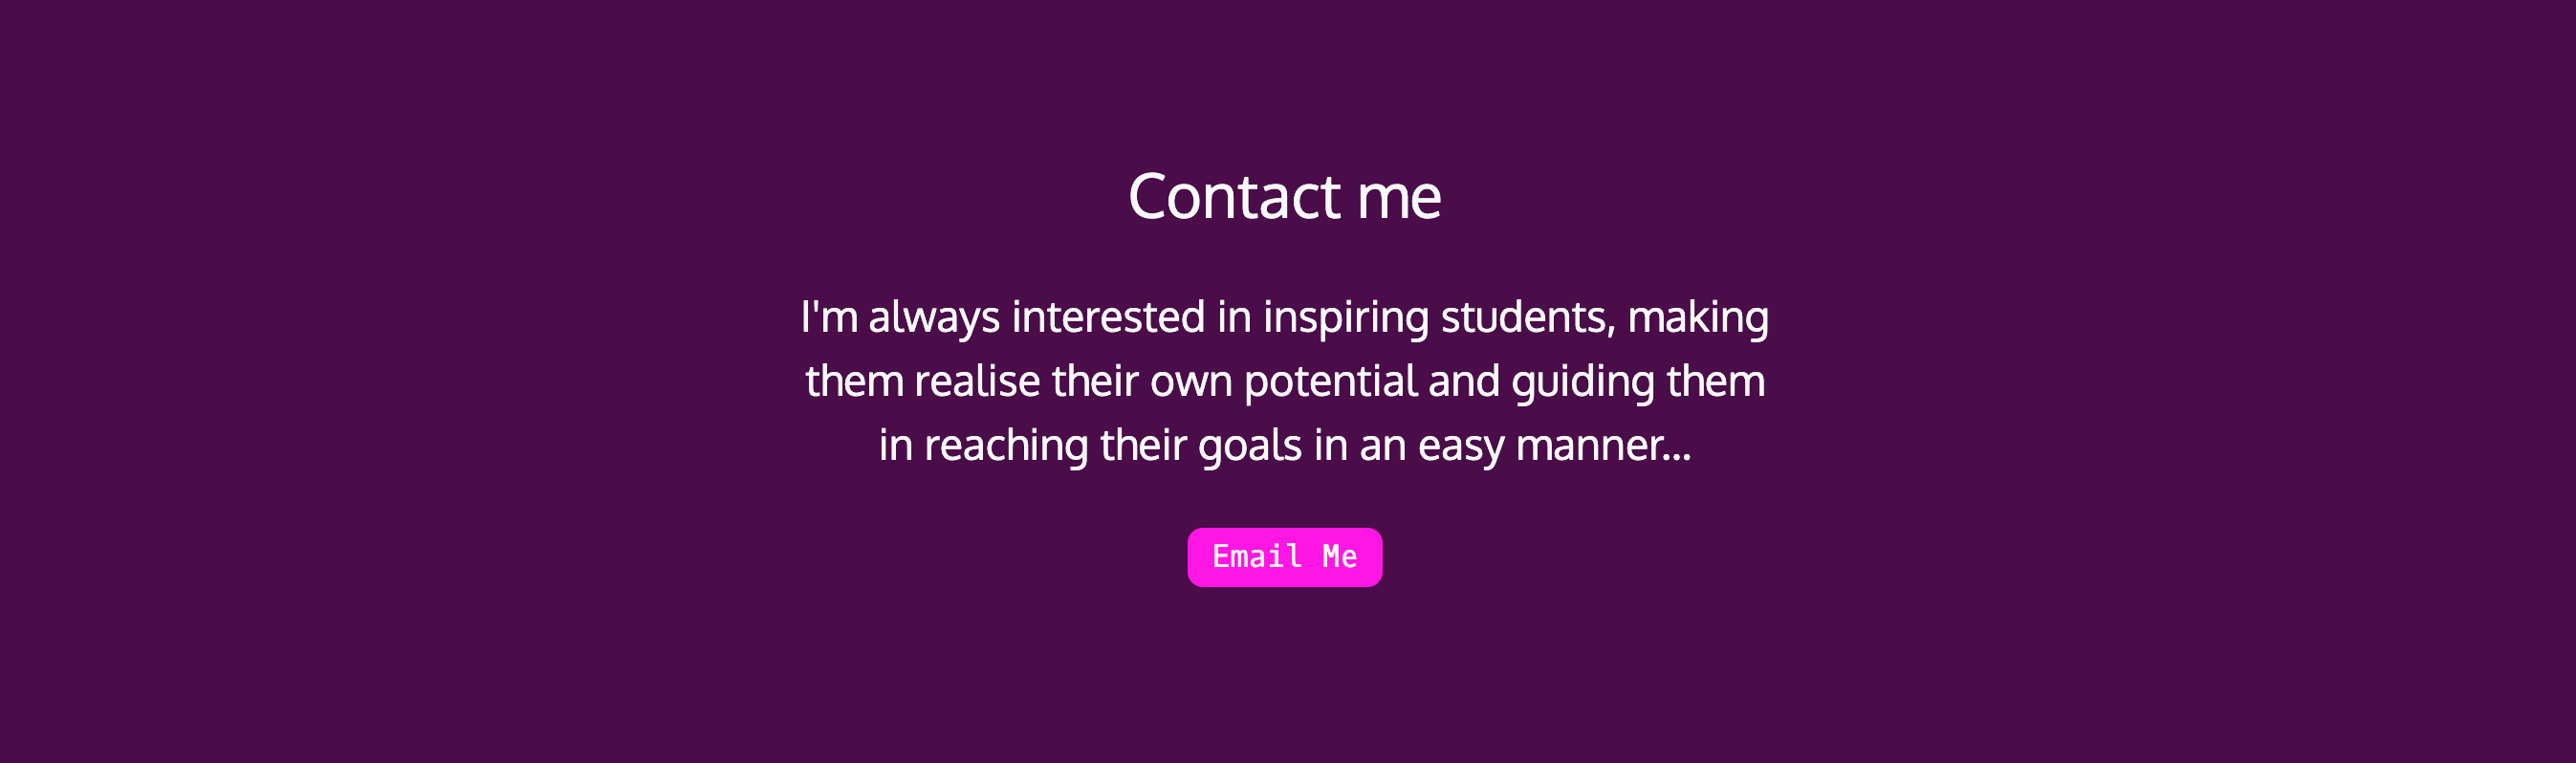 Contact me
I'm always interested in inspiring students, making
them realise their own potential and guiding them
in reaching their goals in an easy manner...
Email Me